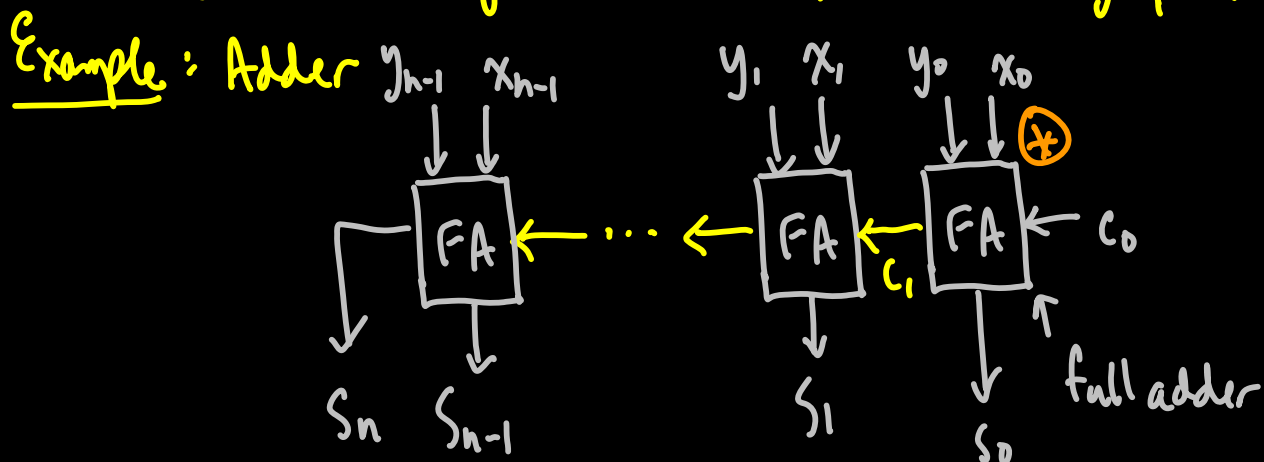 Example: Adder
yn-1 xn-1 y1 x1 y0 x0
*
FA ... FA c1 FA c0
full adder
Sn Sn-1 S1 S0